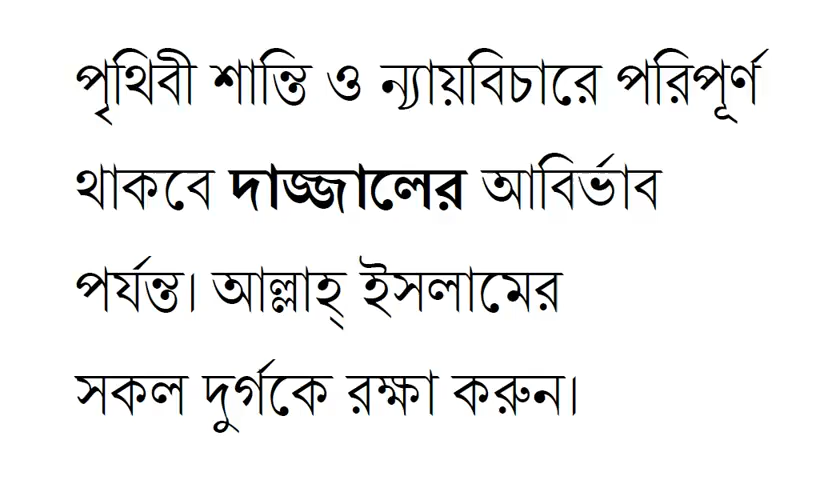 পৃথিবী শান্তি ও ন্যায়বিচারে পরিপূর্ণ
থাকবে দাজ্জালের আবির্ভাব
পর্যন্ত। আল্লাহ্ ইসলামের
সকল দুর্গকে রক্ষা করুন।